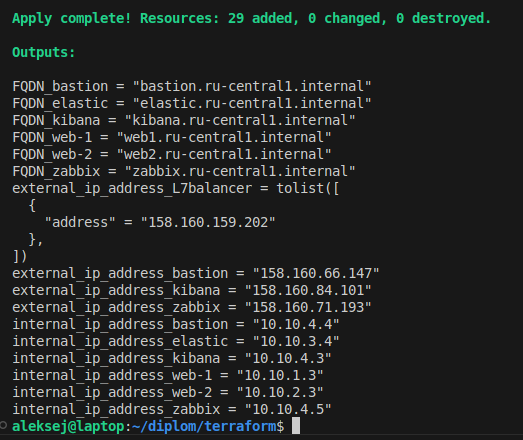 Apply complete! Resources: 29 added, 0 changed, 0 destroyed.
Outputs:
FQDN_bastion = "bastion.ru-central1.internal"
FQDN_elastic = "elastic.ru-central1.internal"
FQDN_kibana = "kibana.ru-central1.internal"
FQDN_web-1 = "web1.ru-central1.internal"
FQDN_web-2 = "web2.ru-central1.internal"
FQDN_zabbix = "zabbix.ru-central1.internal"
external_ip_address_L7balancer = tolist([
  {
    "address" = "158.160.159.202"
  },
])
external_ip_address_bastion = "158.160.66.147"
external_ip_address_kibana = "158.160.84.101"
external_ip_address_zabbix = "158.160.71.193"
internal_ip_address_bastion = "10.10.4.4"
internal_ip_address_elastic = "10.10.3.4"
internal_ip_address_kibana = "10.10.4.3"
internal_ip_address_web-1 = "10.10.1.3"
internal_ip_address_web-2 = "10.10.2.3"
internal_ip_address_zabbix = "10.10.4.5"
aleksej@laptop:~/diplom/terraform$